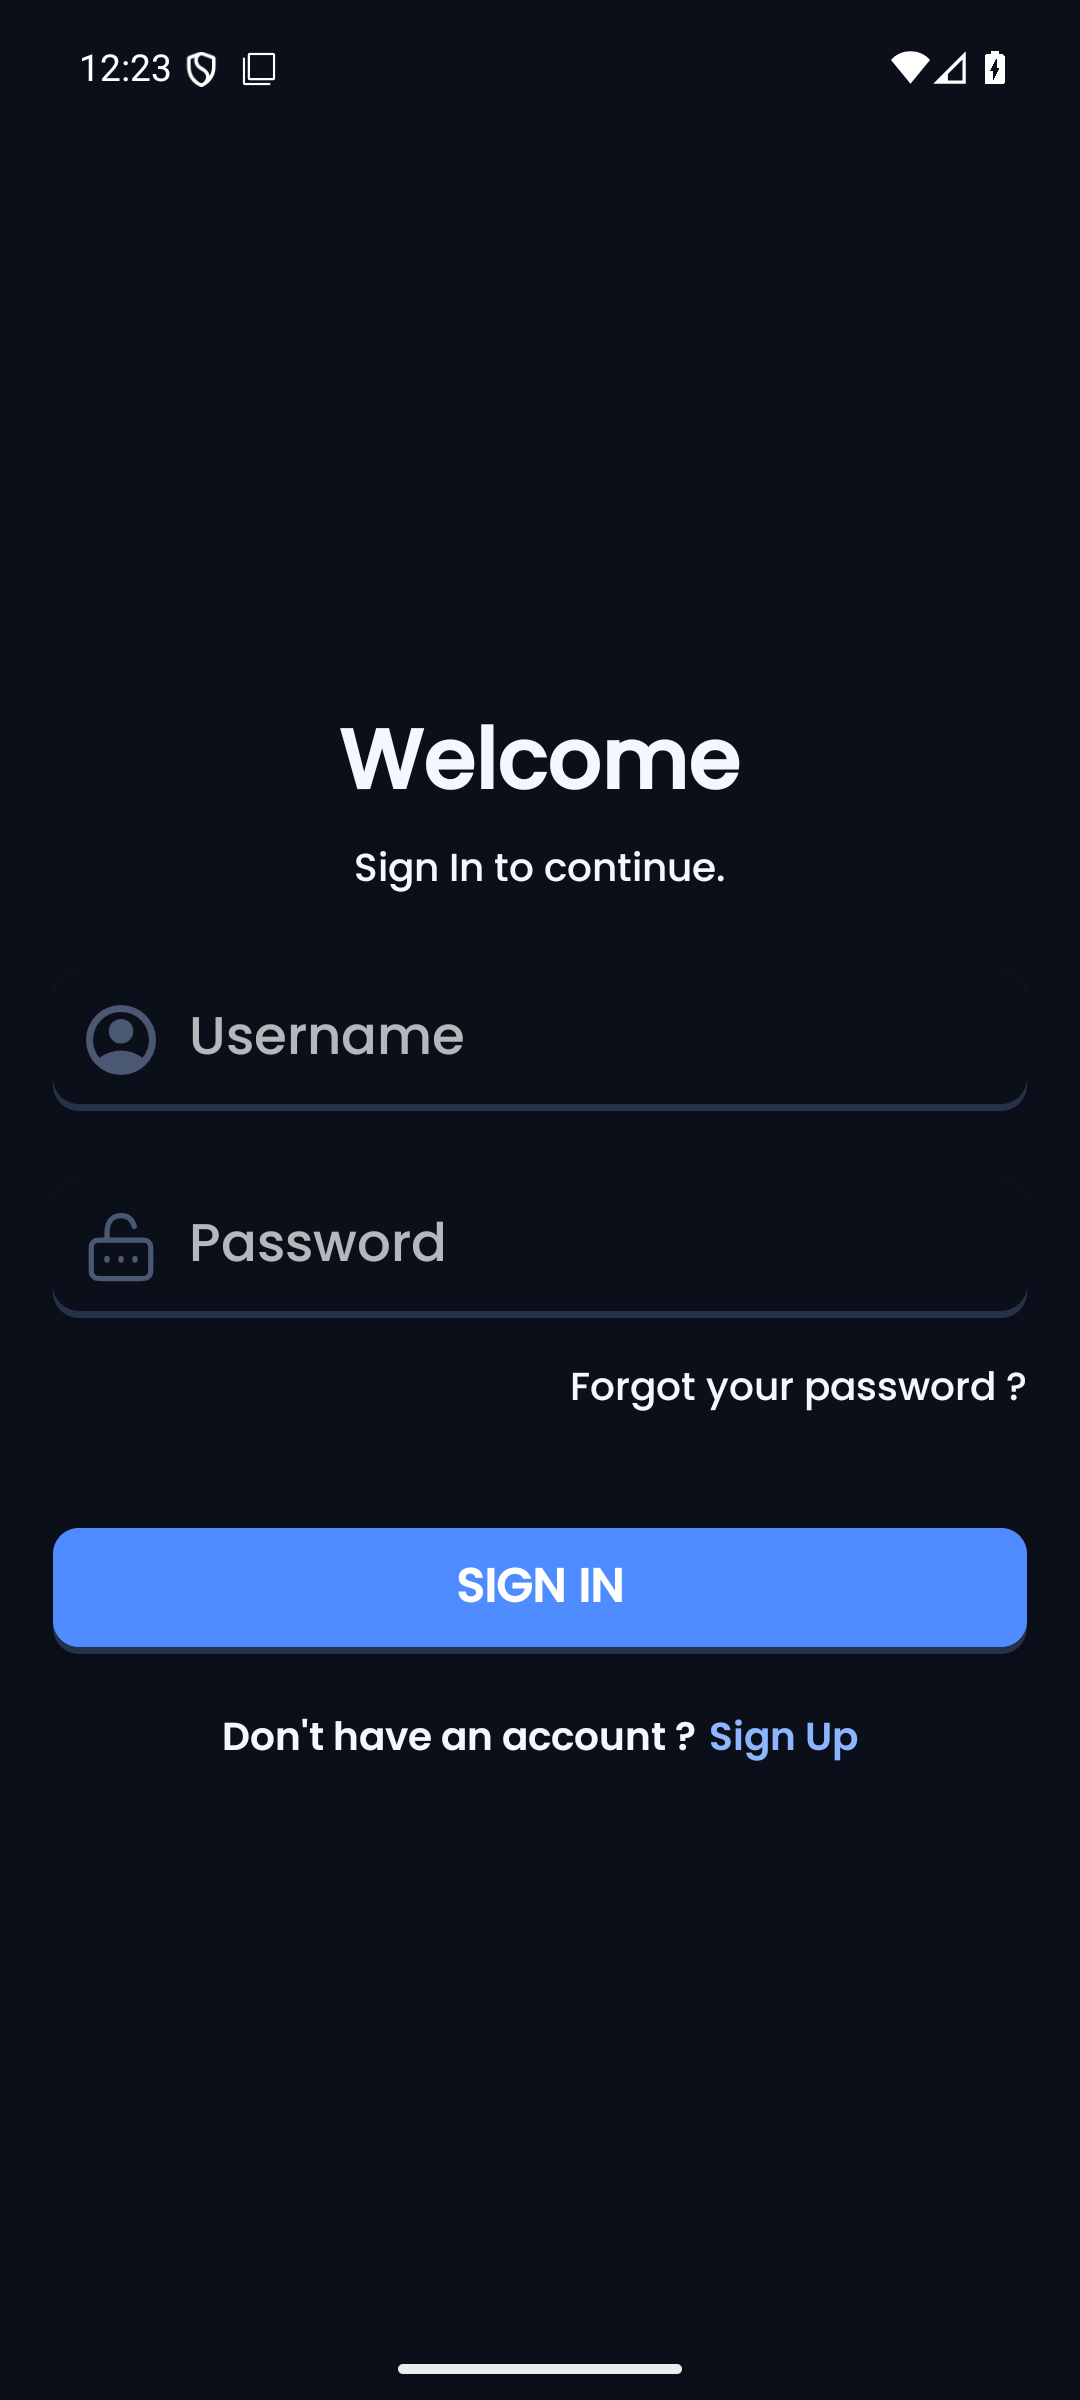 12:23
Welcome
Sign In to continue.
Username
Password
Forgot your password ?
SIGN IN
Don't have an account ? Sign Up